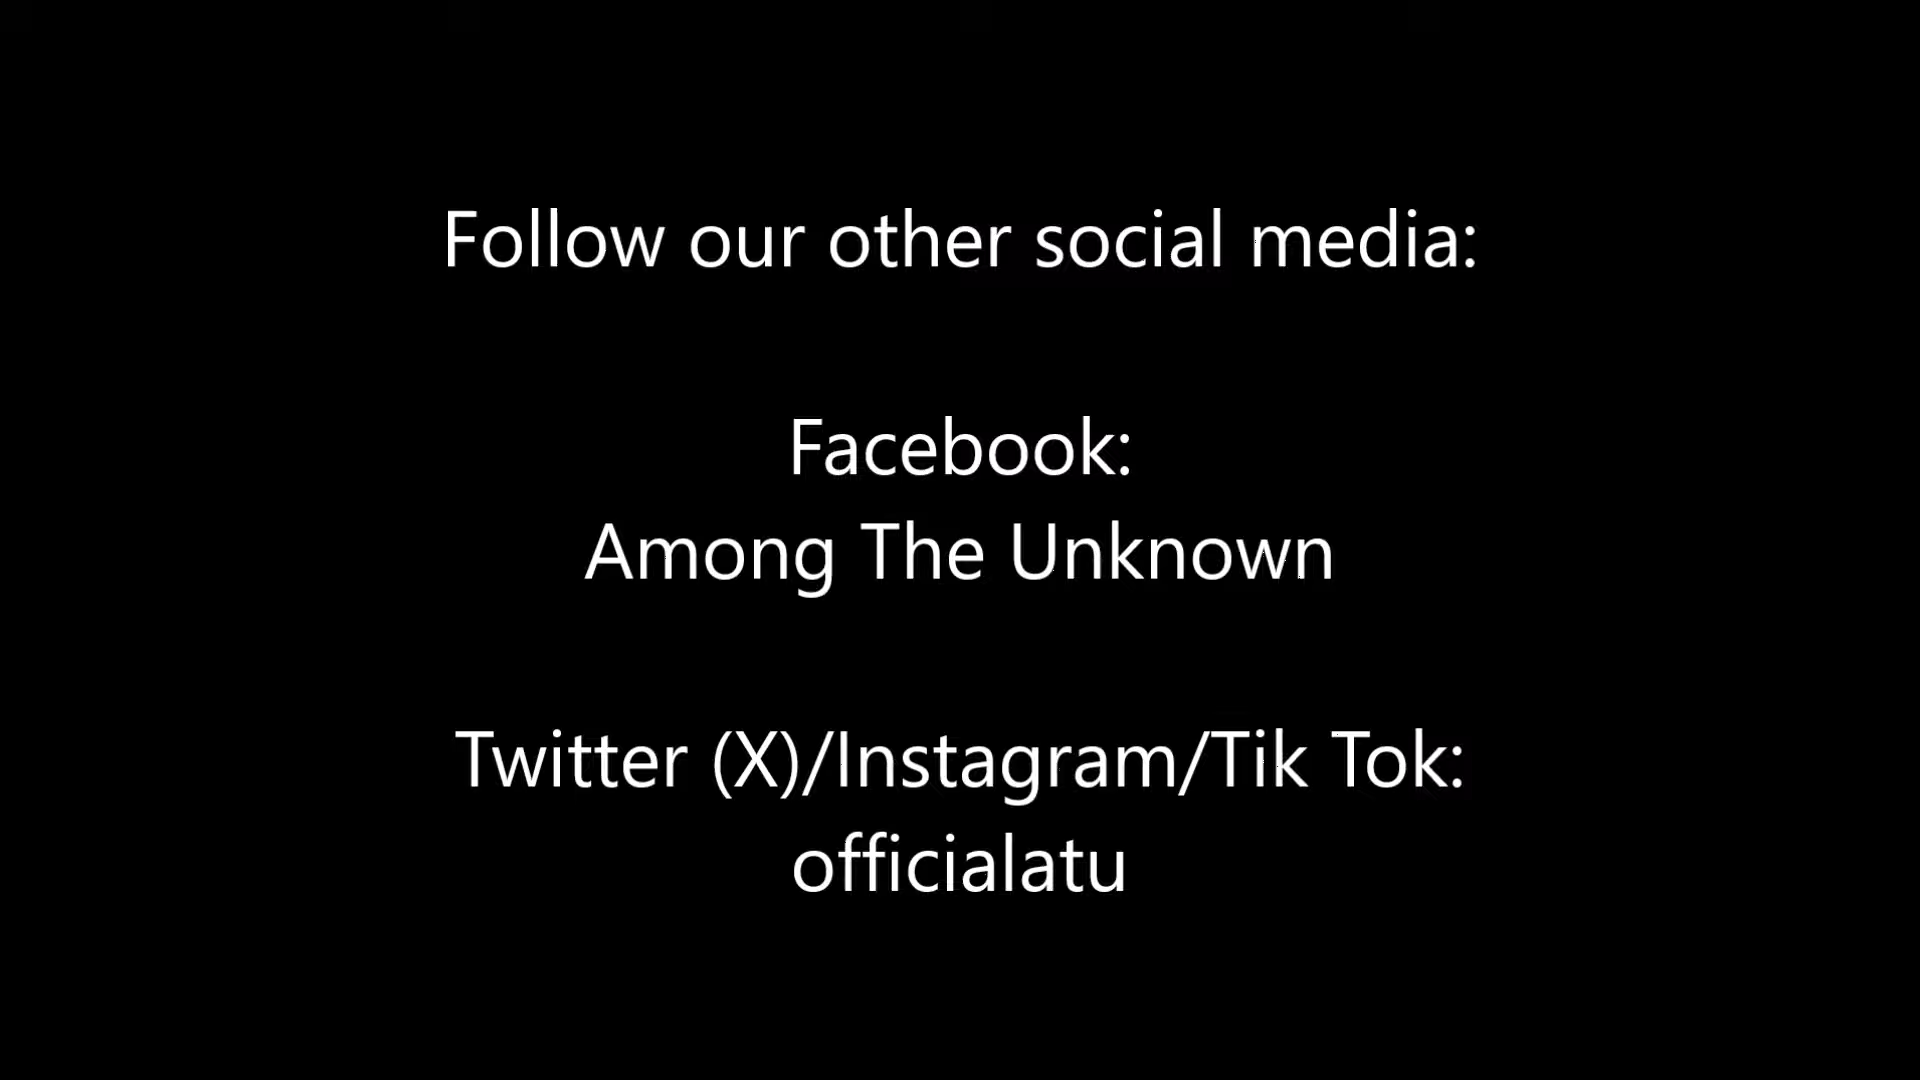 Follow our other social media:
Facebook:
Among The Unknown
Twitter (X)/Instagram/Tik Tok:
officialatu